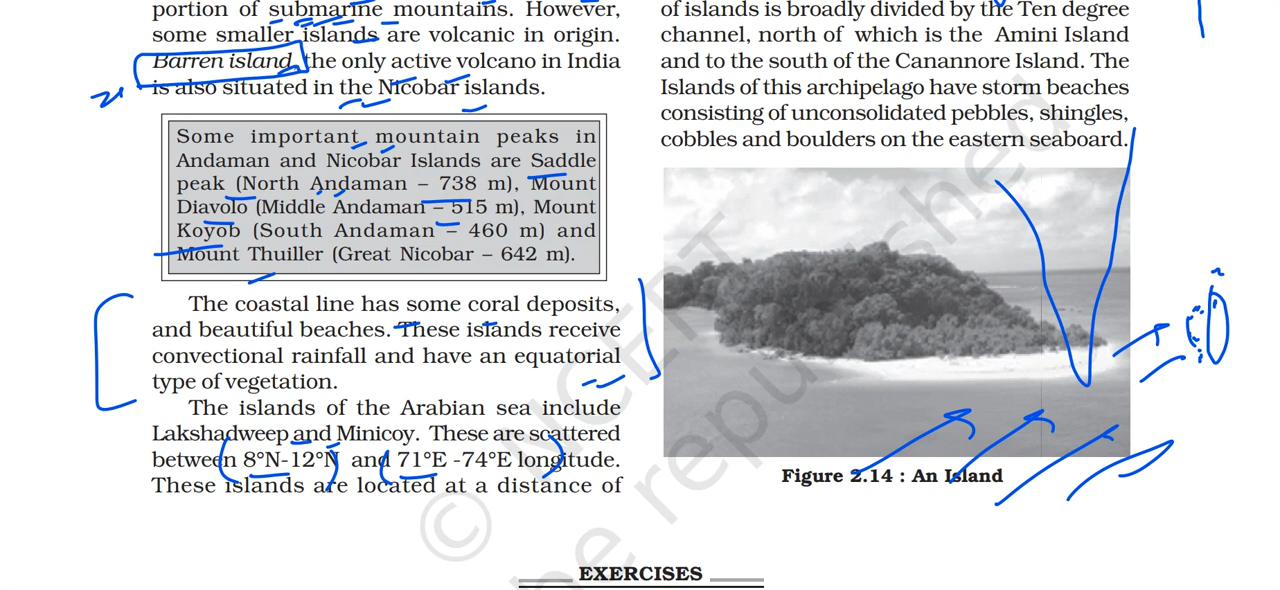 portion of submarine mountains. However,
some smaller islands are volcanic in origin.
Barren island, the only active volcano in India
is also situated in the Nicobar islands.
Some important mountain peaks in
Andaman and Nicobar Islands are Saddle
peak (North Andaman – 738 m), Mount
Diavolo (Middle Andaman – 515 m), Mount
Koyob (South Andaman – 460 m) and
Mount Thuiller (Great Nicobar – 642 m).
The coastal line has some coral deposits,
and beautiful beaches. These islands receive
convectional rainfall and have an equatorial
type of vegetation.
The islands of the Arabian sea include
Lakshadweep and Minicoy. These are scattered
between 8°N-12°N and 71°E -74°E longitude.
These islands are located at a distance of
of islands is broadly divided by the Ten degree
channel, north of which is the Amini Island
and to the south of the Canannore Island. The
Islands of this archipelago have storm beaches
consisting of unconsolidated pebbles, shingles,
cobbles and boulders on the eastern seaboard.
Figure 2.14 : An Island
EXERCISES
© NCERT
be republished